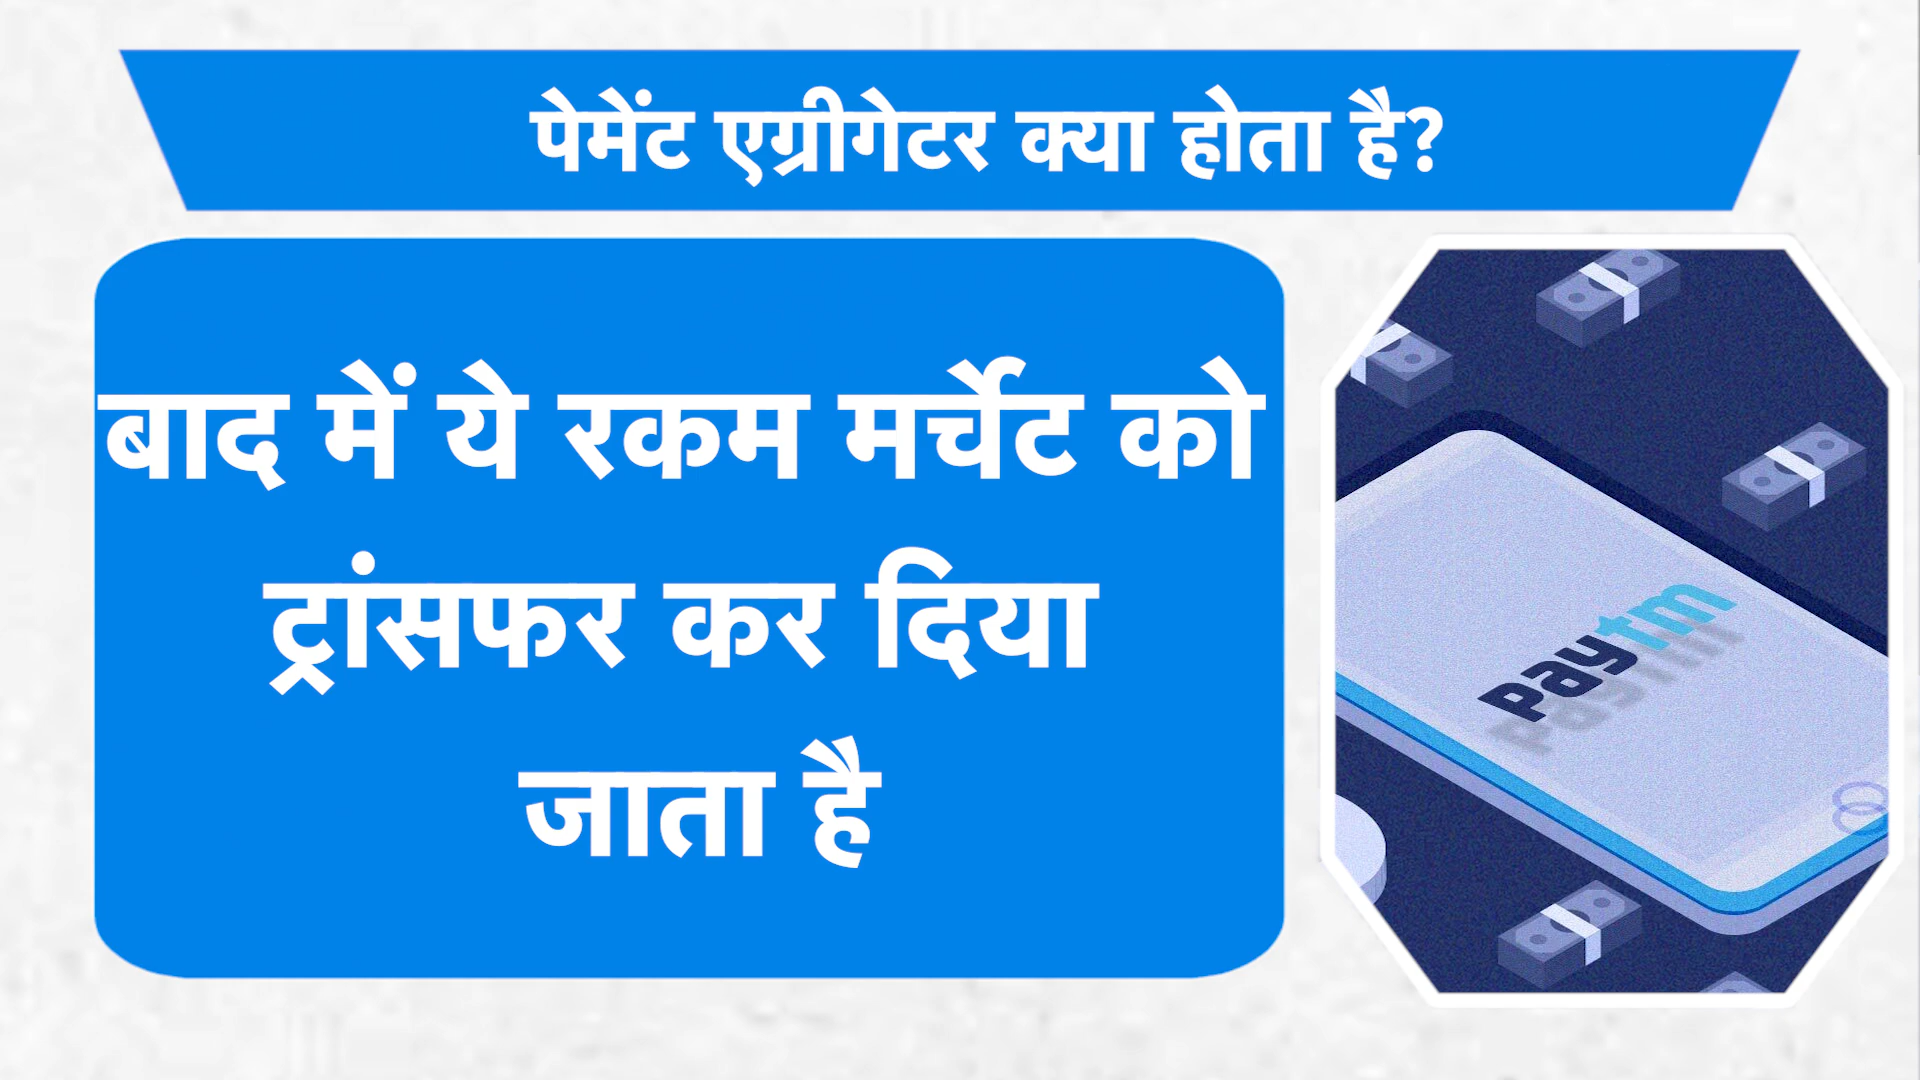 पेमेंट एग्रीगेटर क्या होता है?
बाद में ये रकम मर्चेंट को
ट्रांसफर कर दिया
जाता है
paytm